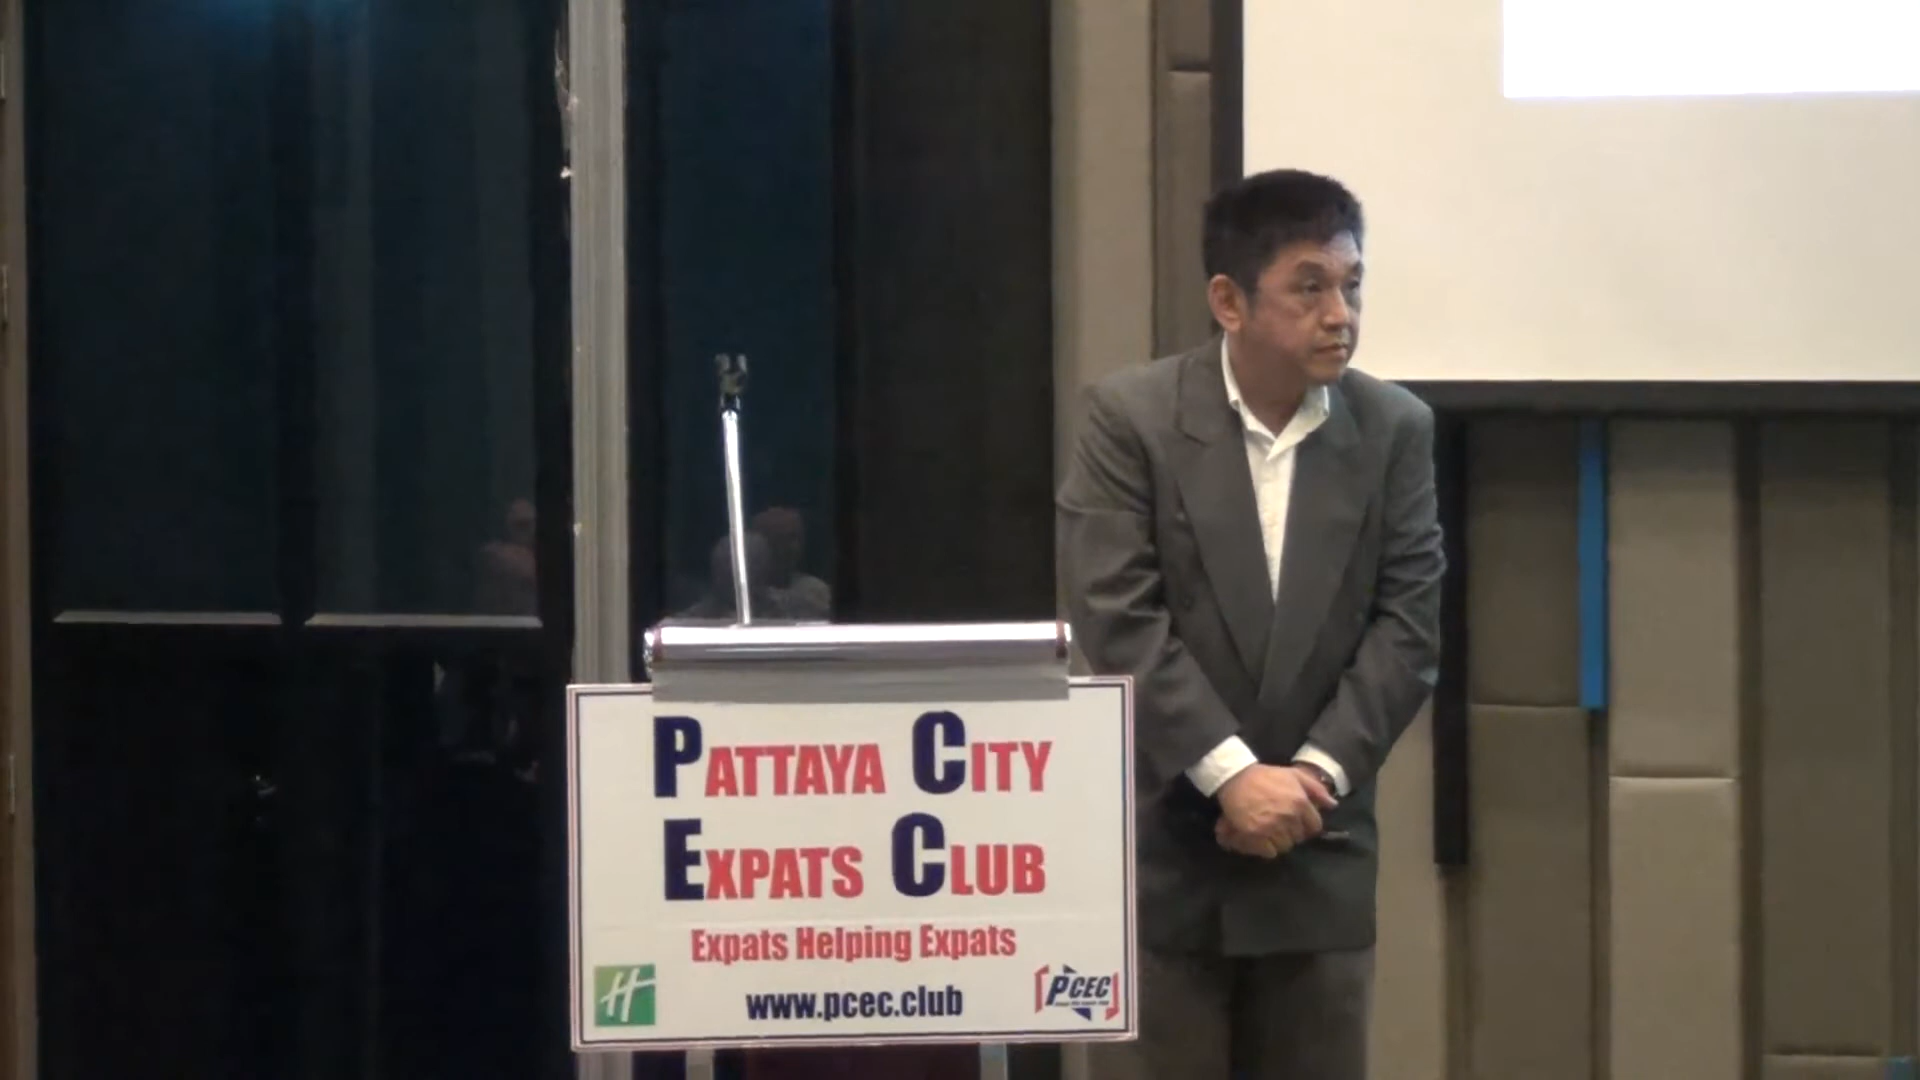 PATTAYA CITY
EXPATS CLUB
Expats Helping Expats
H
www.pcec.club
PCEC